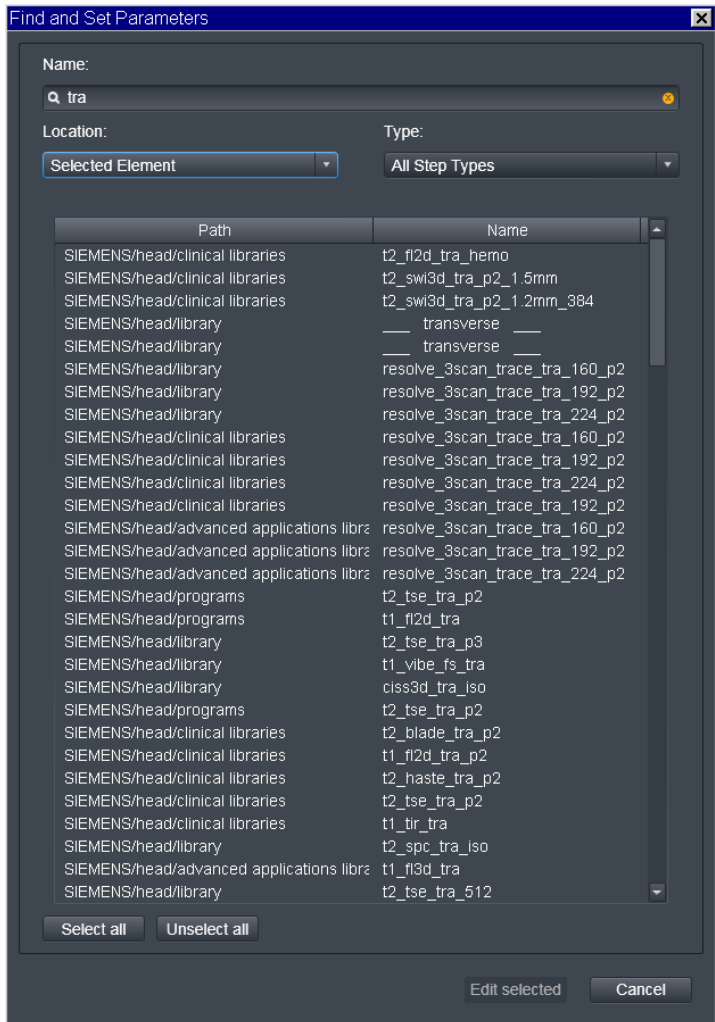 Find and Set Parameters
Name:
tra
Location: Type:
Selected Element All Step Types
Path Name
SIEMENS/head/clinical libraries t2_fl2d_tra_hemo
SIEMENS/head/clinical libraries t2_swi3d_tra_p2_1.5mm
SIEMENS/head/clinical libraries t2_swi3d_tra_p2_1.2mm_384
SIEMENS/head/library ___ transverse ___
SIEMENS/head/library ___ transverse ___
SIEMENS/head/library resolve_3scan_trace_tra_160_p2
SIEMENS/head/library resolve_3scan_trace_tra_192_p2
SIEMENS/head/library resolve_3scan_trace_tra_224_p2
SIEMENS/head/clinical libraries resolve_3scan_trace_tra_160_p2
SIEMENS/head/clinical libraries resolve_3scan_trace_tra_192_p2
SIEMENS/head/clinical libraries resolve_3scan_trace_tra_224_p2
SIEMENS/head/clinical libraries resolve_3scan_trace_tra_192_p2
SIEMENS/head/advanced applications libra resolve_3scan_trace_tra_160_p2
SIEMENS/head/advanced applications libra resolve_3scan_trace_tra_192_p2
SIEMENS/head/advanced applications libra resolve_3scan_trace_tra_224_p2
SIEMENS/head/programs t2_tse_tra_p2
SIEMENS/head/programs t1_fl2d_tra
SIEMENS/head/library t2_tse_tra_p3
SIEMENS/head/library t1_vibe_fs_tra
SIEMENS/head/library ciss3d_tra_iso
SIEMENS/head/programs t2_tse_tra_p2
SIEMENS/head/clinical libraries t2_blade_tra_p2
SIEMENS/head/clinical libraries t1_fl2d_tra_p2
SIEMENS/head/clinical libraries t2_haste_tra_p2
SIEMENS/head/clinical libraries t2_tse_tra_p2
SIEMENS/head/clinical libraries t1_tir_tra
SIEMENS/head/library t2_spc_tra_iso
SIEMENS/head/advanced applications libra t1_fl3d_tra
SIEMENS/head/library t2_tse_tra_512
Select all Unselect all
Edit selected Cancel